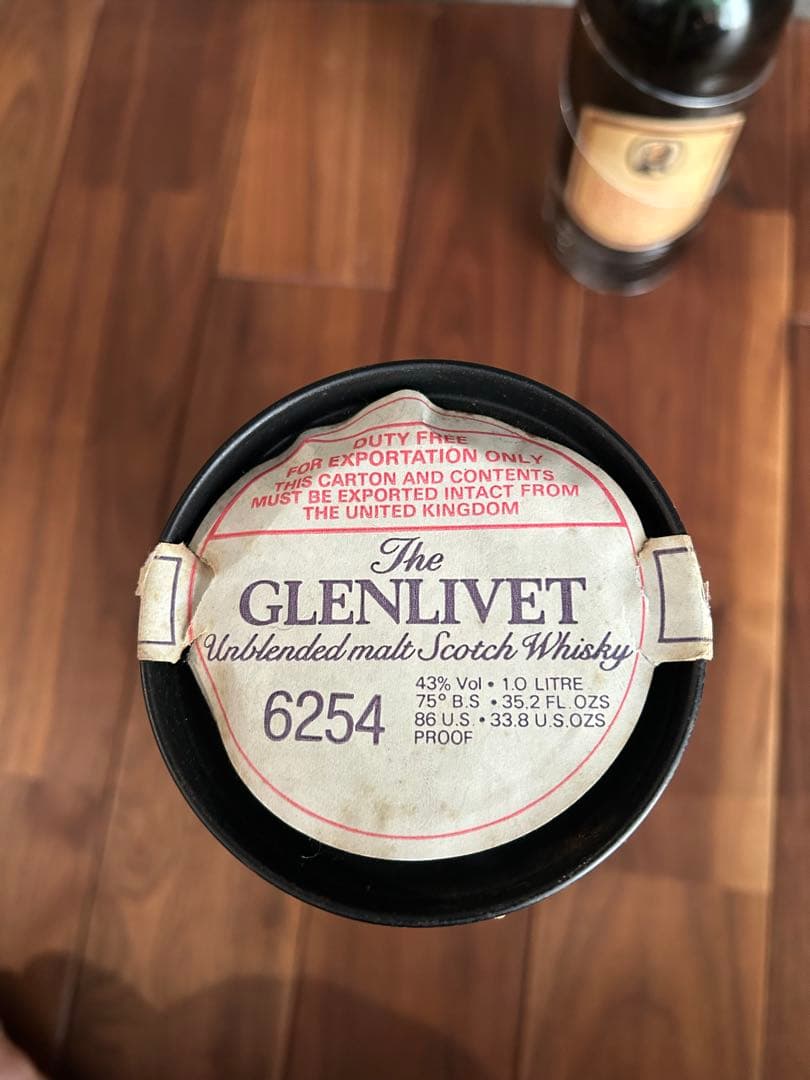 DUTY FREE
FOR EXPORTATION ONLY
THIS CARTON AND CONTENTS
MUST BE EXPORTED INTACT FROM
THE UNITED KINGDOM
The
GLENLIVET
Unblended malt Scotch Whisky
6254
43% Vol • 1.0 LITRE
75° B.S • 35.2 FL.OZS
86 U.S. • 33.8 U.S.OZS
PROOF